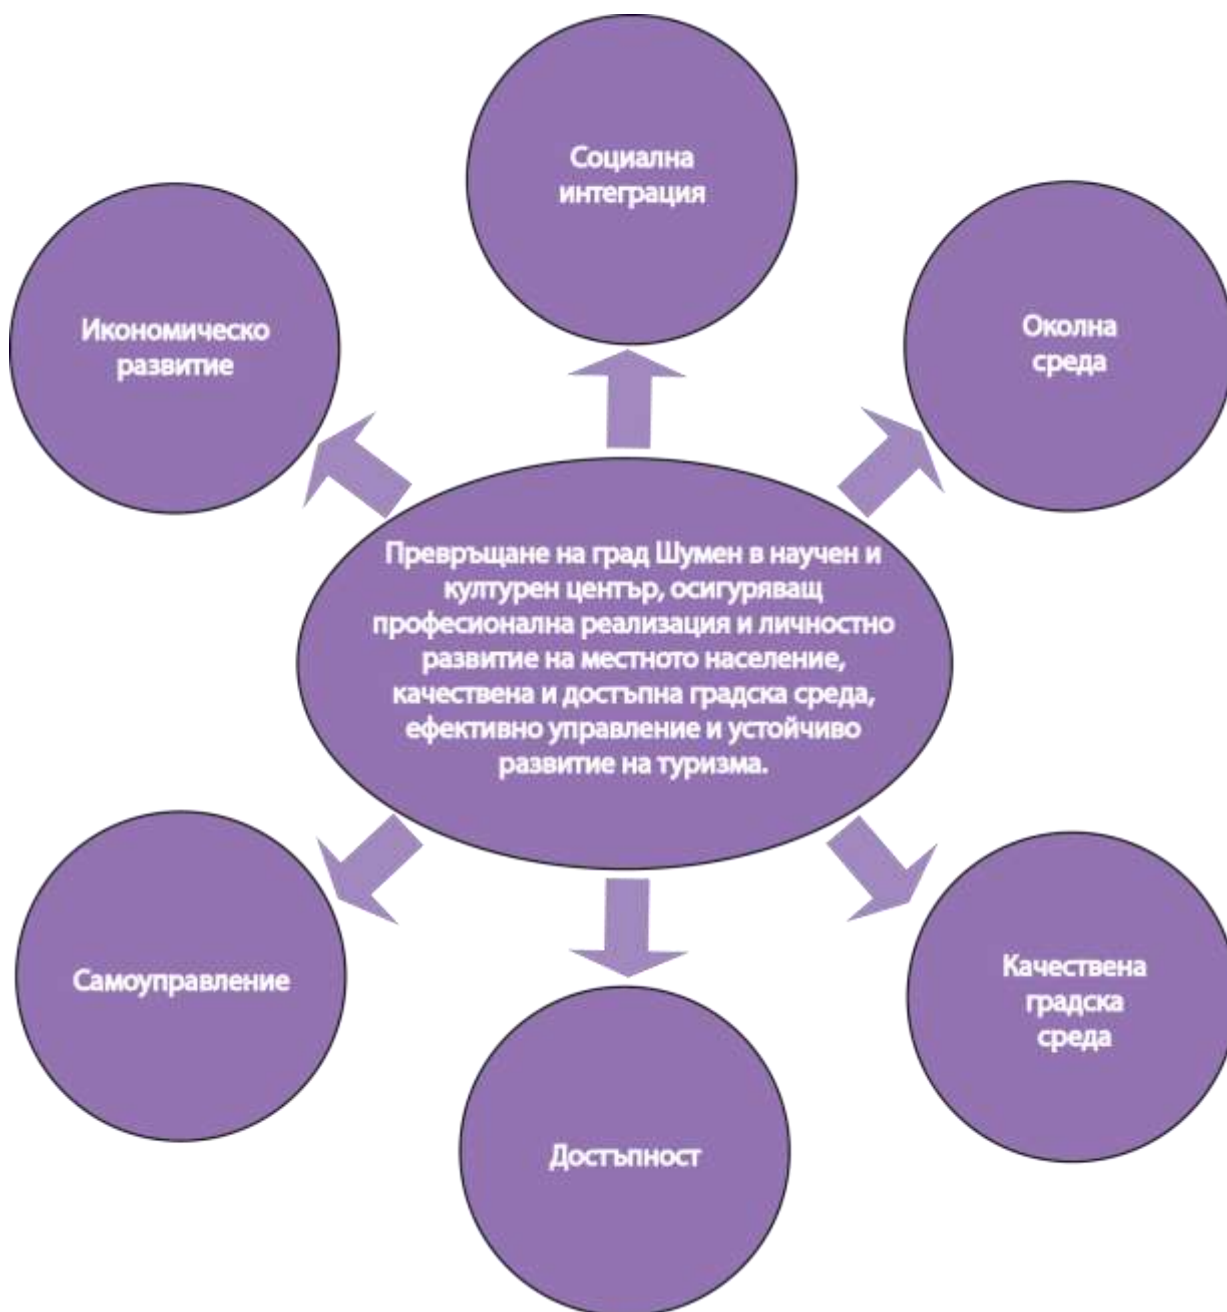 Социална
интеграция
Икономическо
развитие
Околна
среда
Превръщане на град Шумен в научен и
културен център, осигуряващ
професионална реализация и личностно
развитие на местното население,
качествена и достъпна градска среда,
ефективно управление и устойчиво
развитие на туризма.
Самоуправление
Качествена
градска
среда
Достъпност